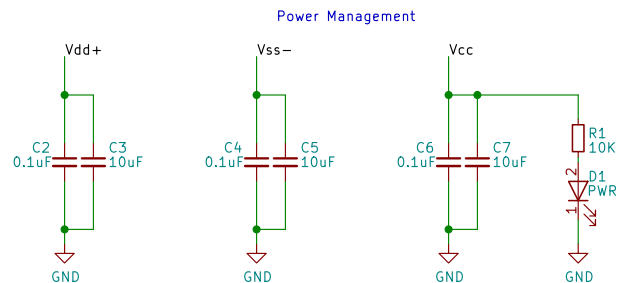 Power Management
Vdd+
Vss-
Vcc
C2
0.1uF
C3
10uF
C4
0.1uF
C5
10uF
C6
0.1uF
C7
10uF
R1
10K
2
D1
PWR
1
GND
GND
GND
GND